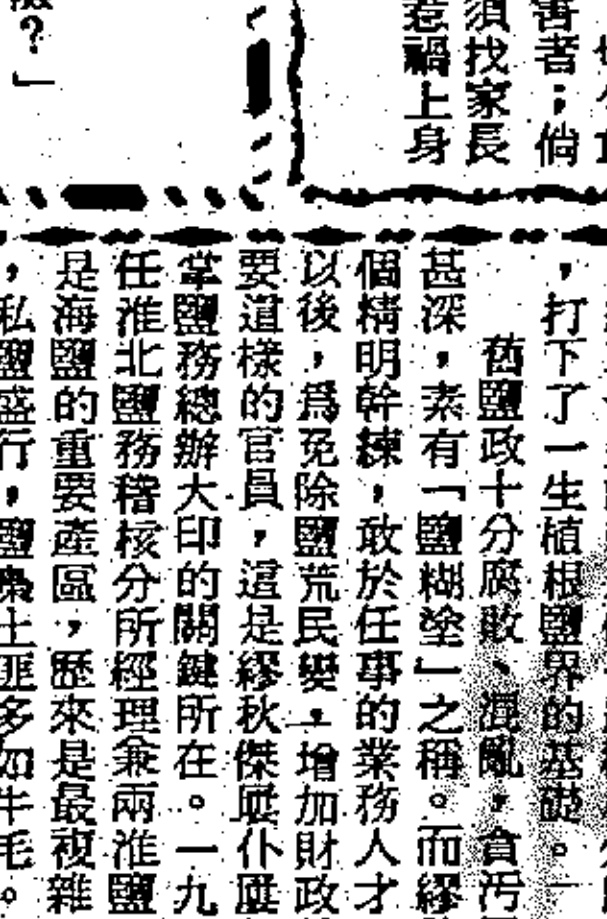 害者；倘
須找家長
惹禍上身
？」
，打下了一生植根鹽界的基礎。
舊鹽政十分腐敗、混亂，貪污
甚深，素有「鹽糊塗」之稱。而繆
個精明幹練，敢於任事的業務人才
以後，爲免除鹽荒民變，增加財政
要這樣的官員，這是繆秋傑屢仆屢
掌鹽務總辦大印的關鍵所在。一九
任淮北鹽務稽核分所經理兼兩淮鹽
是海鹽的重要產區，歷來是最複雜
，私鹽盛行，鹽梟土匪多如牛毛。